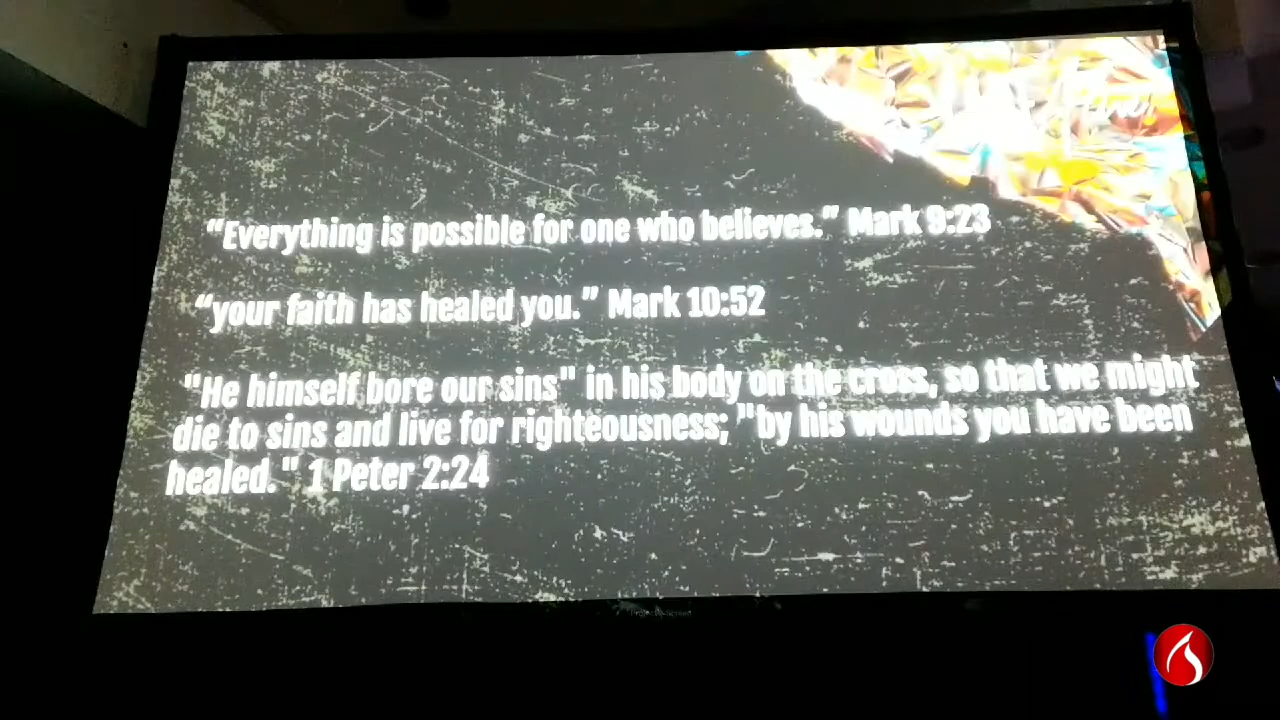 “Everything is possible for one who believes.” Mark 9:23
“your faith has healed you.” Mark 10:52
"He himself bore our sins" in his body on the cross, so that we might
die to sins and live for righteousness; "by his wounds you have been
healed." 1 Peter 2:24